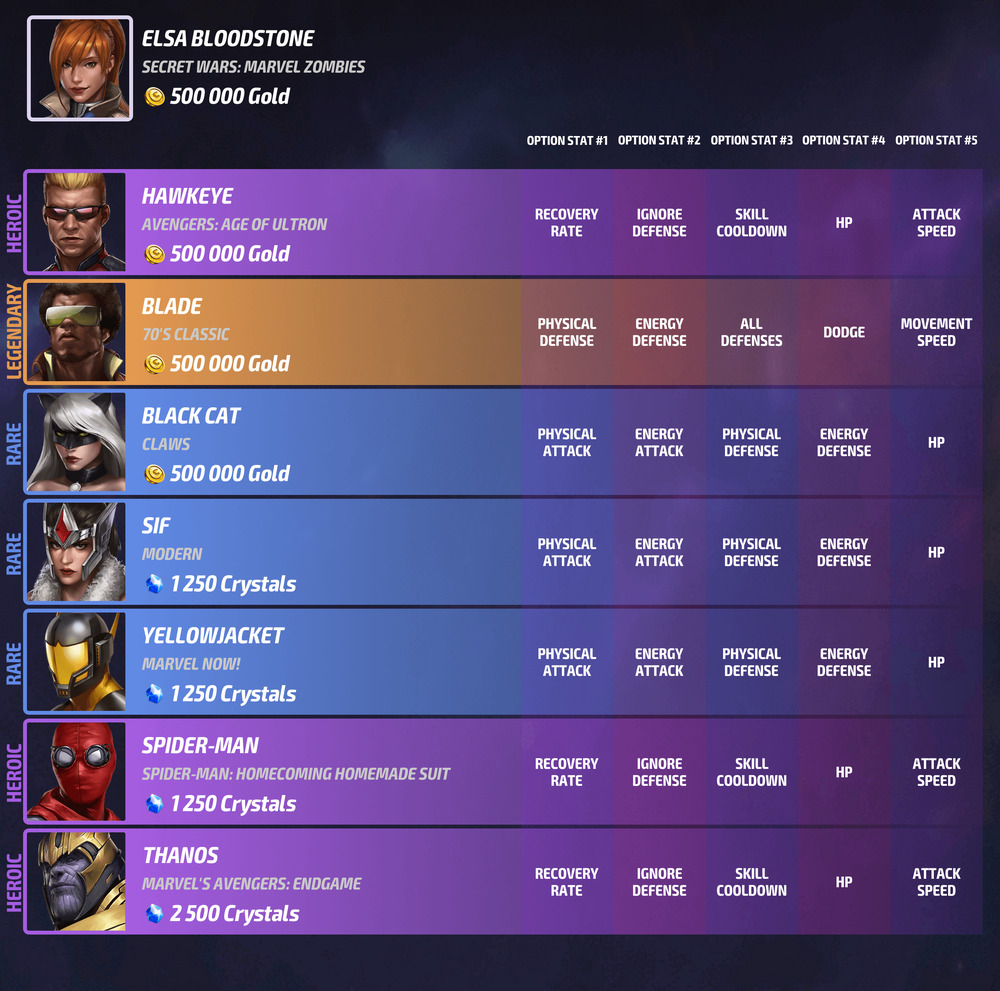 ELSA BLOODSTONE
SECRET WARS: MARVEL ZOMBIES
500 000 Gold
OPTION STAT #1 OPTION STAT #2 OPTION STAT #3 OPTION STAT #4 OPTION STAT #5
HEROIC
HAWKEYE
AVENGERS: AGE OF ULTRON
500 000 Gold
RECOVERY RATE
IGNORE DEFENSE
SKILL COOLDOWN
HP
ATTACK SPEED
LEGENDARY
BLADE
70'S CLASSIC
500 000 Gold
PHYSICAL DEFENSE
ENERGY DEFENSE
ALL DEFENSES
DODGE
MOVEMENT SPEED
RARE
BLACK CAT
CLAWS
500 000 Gold
PHYSICAL ATTACK
ENERGY ATTACK
PHYSICAL DEFENSE
ENERGY DEFENSE
HP
RARE
SIF
MODERN
1 250 Crystals
PHYSICAL ATTACK
ENERGY ATTACK
PHYSICAL DEFENSE
ENERGY DEFENSE
HP
RARE
YELLOWJACKET
MARVEL NOW!
1 250 Crystals
PHYSICAL ATTACK
ENERGY ATTACK
PHYSICAL DEFENSE
ENERGY DEFENSE
HP
HEROIC
SPIDER-MAN
SPIDER-MAN: HOMECOMING HOMEMADE SUIT
1 250 Crystals
RECOVERY RATE
IGNORE DEFENSE
SKILL COOLDOWN
HP
ATTACK SPEED
HEROIC
THANOS
MARVEL'S AVENGERS: ENDGAME
2 500 Crystals
RECOVERY RATE
IGNORE DEFENSE
SKILL COOLDOWN
HP
ATTACK SPEED